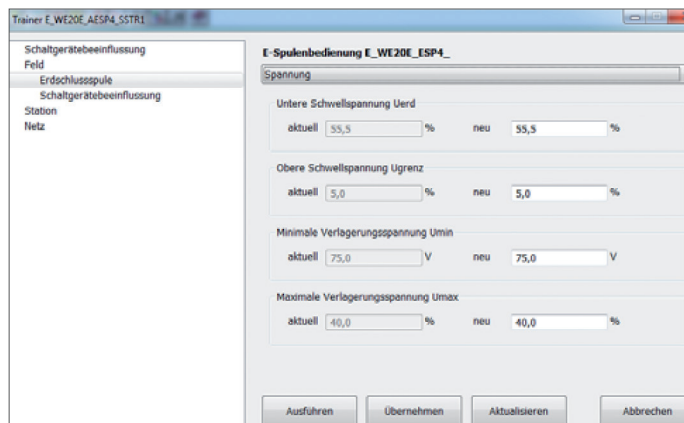 Trainer E_WE20E_AESP4_SSTR1
Schaltgerätebeeinflussung
Feld
Erdschlussspule
Schaltgerätebeeinflussung
Station
Netz
E-Spulenbedienung E_WE20E_ESP4_
Spannung
Untere Schwellspannung Uerd
aktuell 55,5 % neu 55,5 %
Obere Schwellspannung Ugrenz
aktuell 5,0 % neu 5,0 %
Minimale Verlagerungsspannung Umin
aktuell 75,0 V neu 75,0 V
Maximale Verlagerungsspannung Umax
aktuell 40,0 % neu 40,0 %
Ausführen Übernehmen Aktualisieren Abbrechen